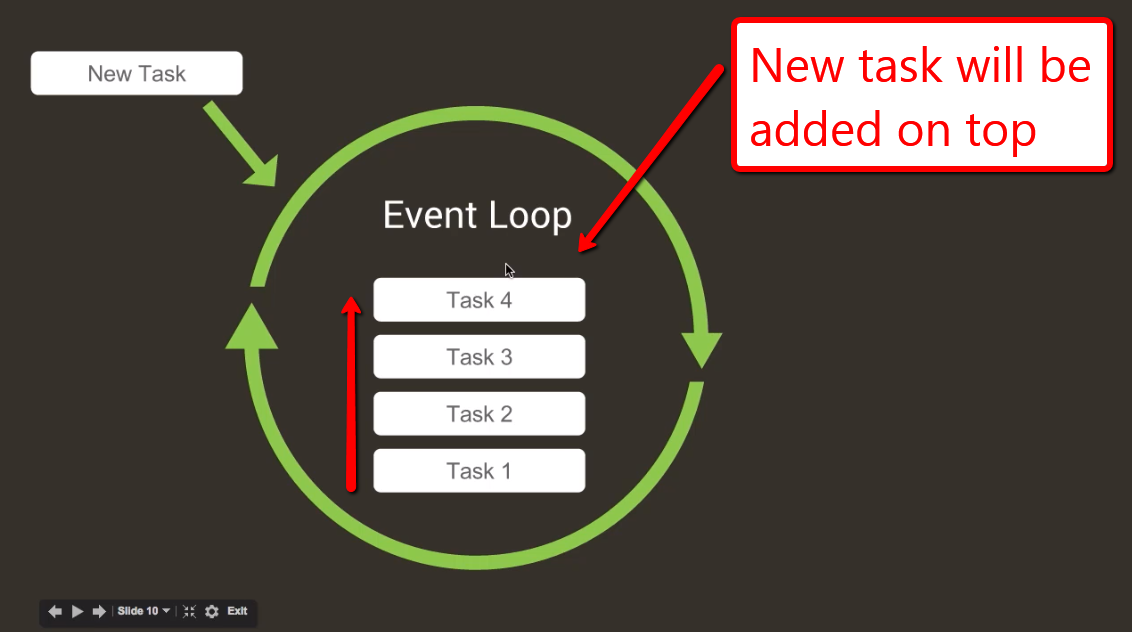 New Task
New task will be
added on top
Event Loop
Task 4
Task 3
Task 2
Task 1
Slide 10
Exit